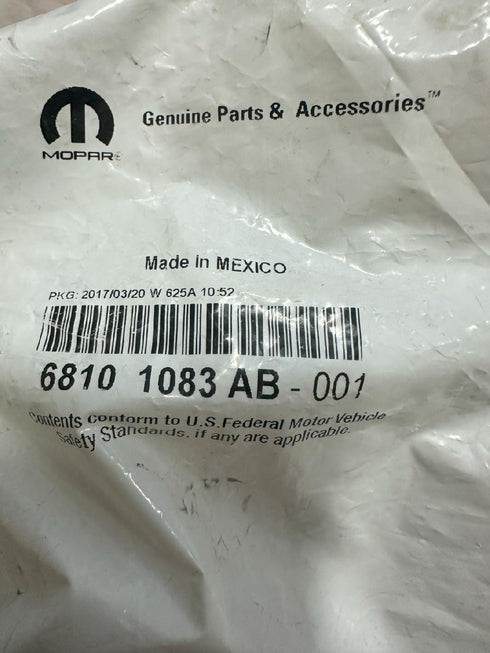 Genuine Parts & Accessories™
MOPAR®
Made in MEXICO
PKG: 2017/03/20 W 625A 10:52
6810 1083 AB - 001
Contents conform to U.S. Federal Motor Vehicle
Safety Standards, if any are applicable.